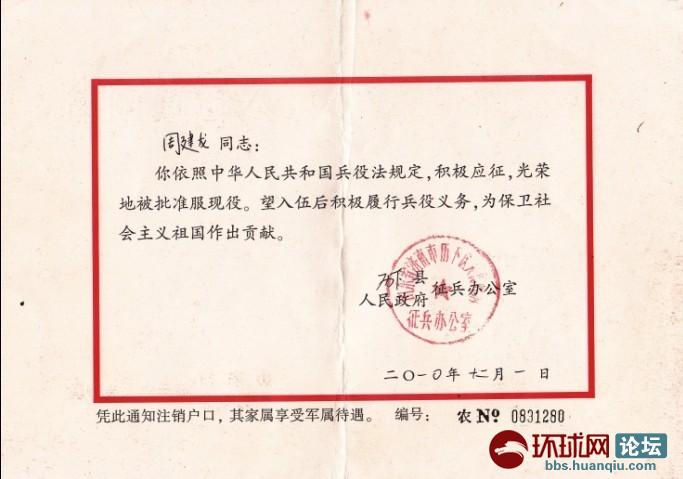 周建龙 同志：
你依照中华人民共和国兵役法规定，积极应征，光荣
地被批准服现役。望入伍后积极履行兵役义务，为保卫社
会主义祖国作出贡献。
历下 县
人民政府 征兵办公室
征兵办公室
二〇一〇年 十二月 一 日
凭此通知注销户口，其家属享受军属待遇。 编号： 农 № 0831280
环球网 论坛
bbs.huanqiu.com